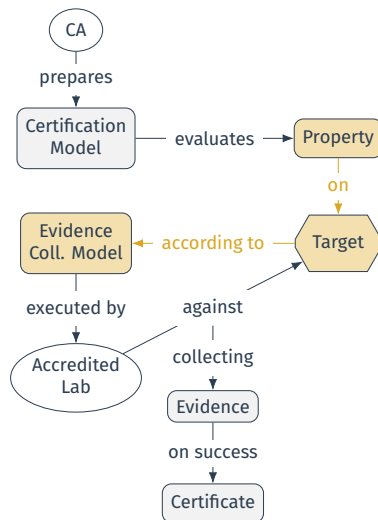 CA
prepares
Certification
Model
evaluates
Property
on
Target
according to
Evidence
Coll. Model
executed by
Accredited
Lab
against
collecting
Evidence
on success
Certificate